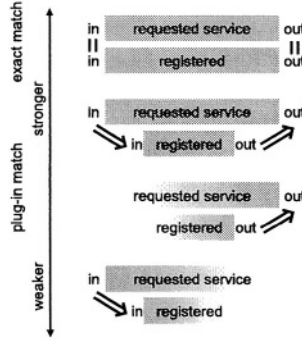 in requested service out
in registered out
in requested service out
in registered out
requested service out
registered out
in requested service
in registered
exact match
stronger
plug-in match
weaker